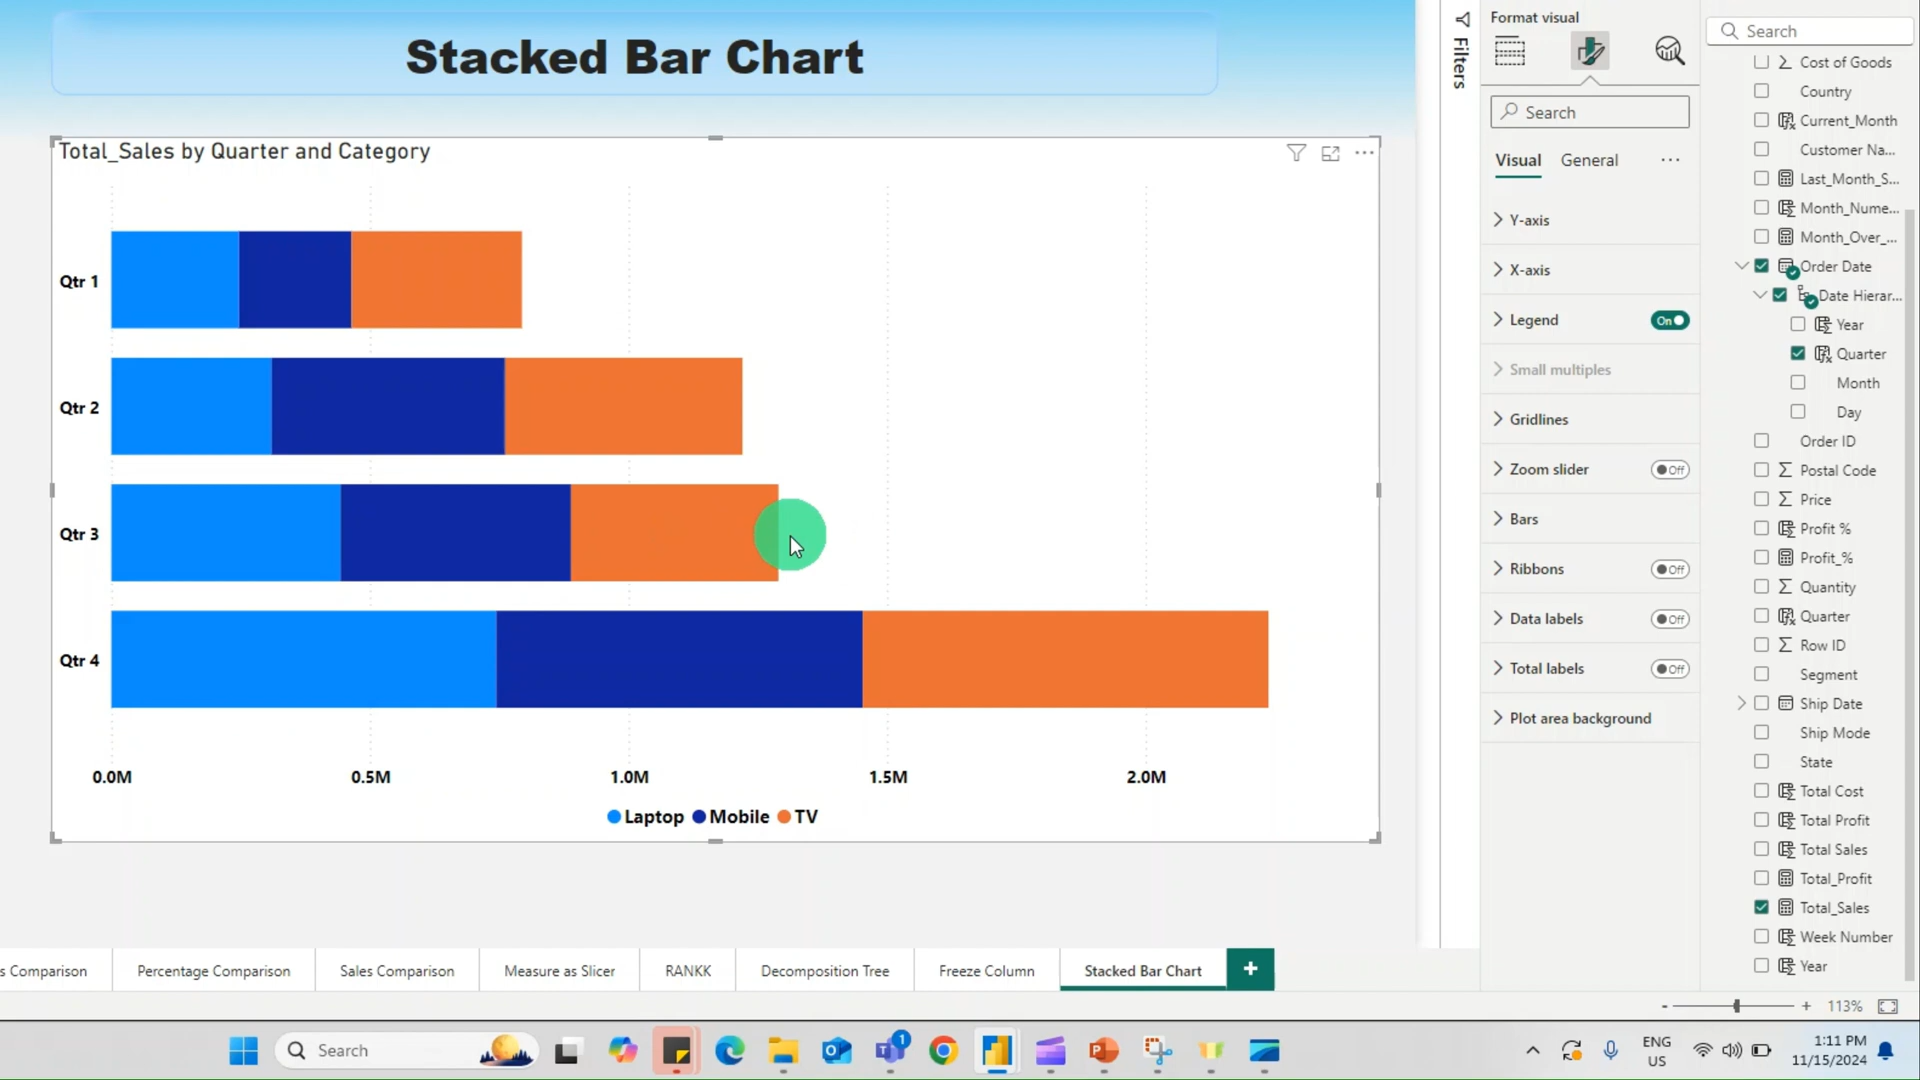 Stacked Bar Chart
Total_Sales by Quarter and Category
Qtr 1
Qtr 2
Qtr 3
Qtr 4
0.0M 0.5M 1.0M 1.5M 2.0M
Laptop Mobile TV
Filters
Format visual
Search
Visual General ...
Y-axis
X-axis
Legend On
Small multiples
Gridlines
Zoom slider Off
Bars
Ribbons Off
Data labels Off
Total labels Off
Plot area background
Search
Σ Cost of Goods
Country
Current_Month
Customer Na...
Last_Month_S...
Month_Nume...
Month_Over_...
Order Date
Date Hierar...
Year
Quarter
Month
Day
Order ID
Σ Postal Code
Σ Price
Profit %
Profit_%
Σ Quantity
Quarter
Σ Row ID
Segment
Ship Date
Ship Mode
State
Total Cost
Total Profit
Total Sales
Total_Profit
Total_Sales
Week Number
Year
s Comparison Percentage Comparison Sales Comparison Measure as Slicer RANKK Decomposition Tree Freeze Column Stacked Bar Chart +
- + 113%
Search
1
ENG
US
1:11 PM
11/15/2024